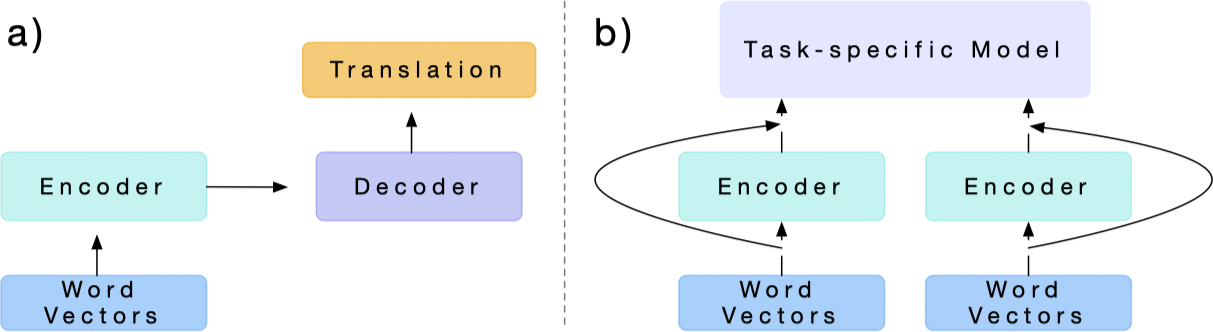 a)
Translation
Encoder
Decoder
Word
Vectors
b)
Task-specific Model
Encoder
Encoder
Word
Vectors
Word
Vectors